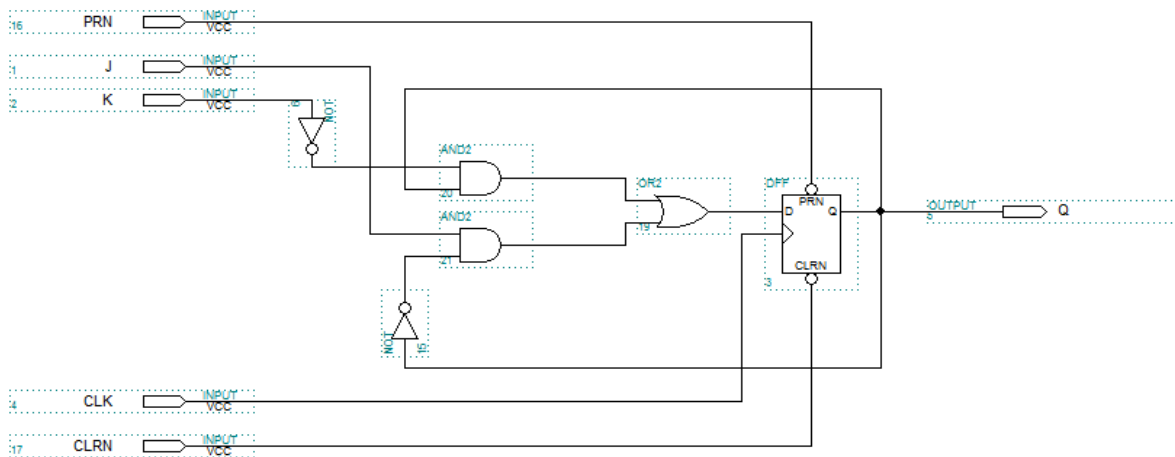 PRN INPUT
16 VCC
J INPUT
1 VCC
K INPUT
2 VCC
6 NOT
AND2
20
OR2
19
DFF
PRN
D Q
CLRN
3
OUTPUT Q
5
AND2
21
NOT 15
CLK INPUT
4 VCC
CLRN INPUT
17 VCC